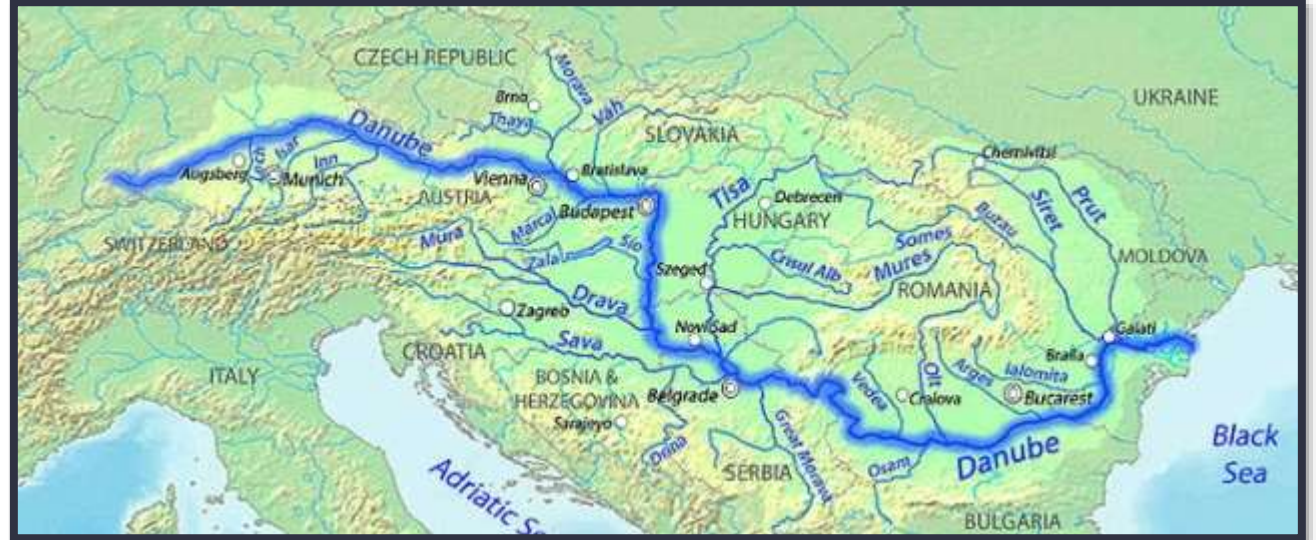 CZECH REPUBLIC
Morava
UKRAINE
Brno
Vah
Thaya
Danube
SLOVAKIA
Chernivtsi
Lech
Isar
Inn
Augsberg
Munich
Vienna
Bratislava
AUSTRIA
Tisa
Debrecen
Siret
Prut
Budapest
HUNGARY
Buzau
Marcal
Mura
Sio
Somes
SWITZERLAND
Zala
MOLDOVA
Szeged
Crisul Alb
Mures
ROMANIA
Drava
Zagreb
Novi Sad
Galati
Sava
CROATIA
Braila
ITALY
BOSNIA &
HERZEGOVINA
Belgrade
Vedea
Olt
Arges
Ialomita
Cralova
Bucarest
Sarajeyo
Great Morava
Drina
Danube
Black
Sea
Osam
SERBIA
Adriatic Se
BULGARIA